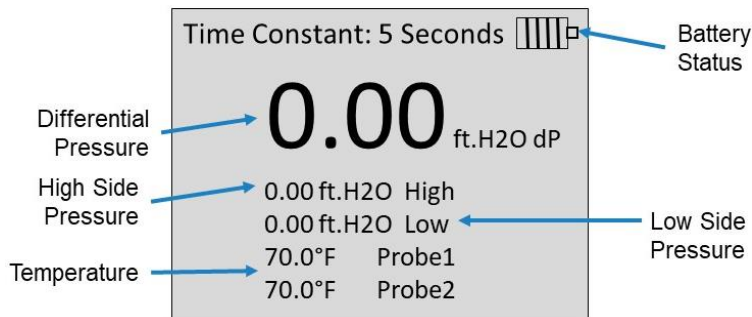 Time Constant: 5 Seconds
Battery
Status
Differential
Pressure
0.00 ft.H2O dP
High Side
Pressure
0.00 ft.H2O High
0.00 ft.H2O Low
Low Side
Pressure
Temperature
70.0°F Probe1
70.0°F Probe2